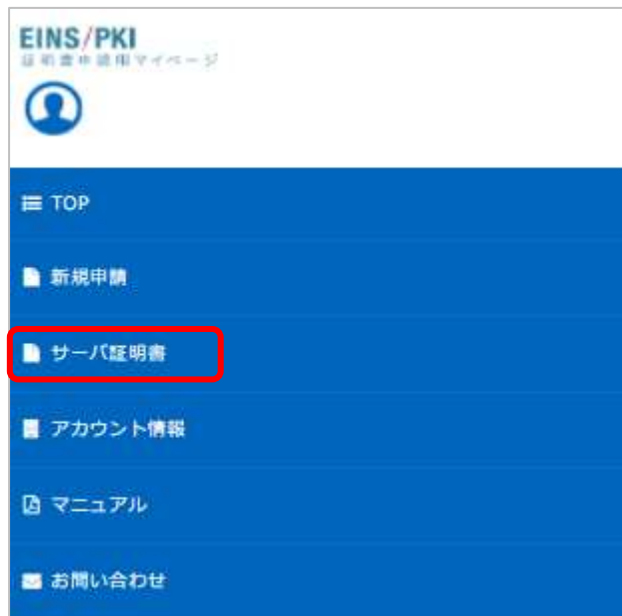 EINS/PKI
証明書申請用マイページ
TOP
新規申請
サーバ証明書
アカウント情報
マニュアル
お問い合わせ